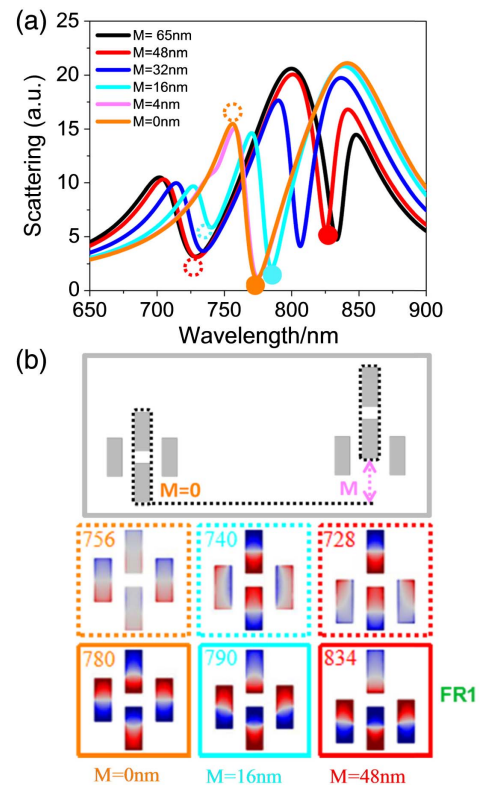 (a)
25
20
15
10
5
0
Scattering (a.u.)
M= 65nm
M=48nm
M=32nm
M=16nm
M=4nm
M=0nm
650 700 750 800 850 900
Wavelength/nm
(b)
M=0
M
756 740 728
780 790 834
FR1
M=0nm M=16nm M=48nm